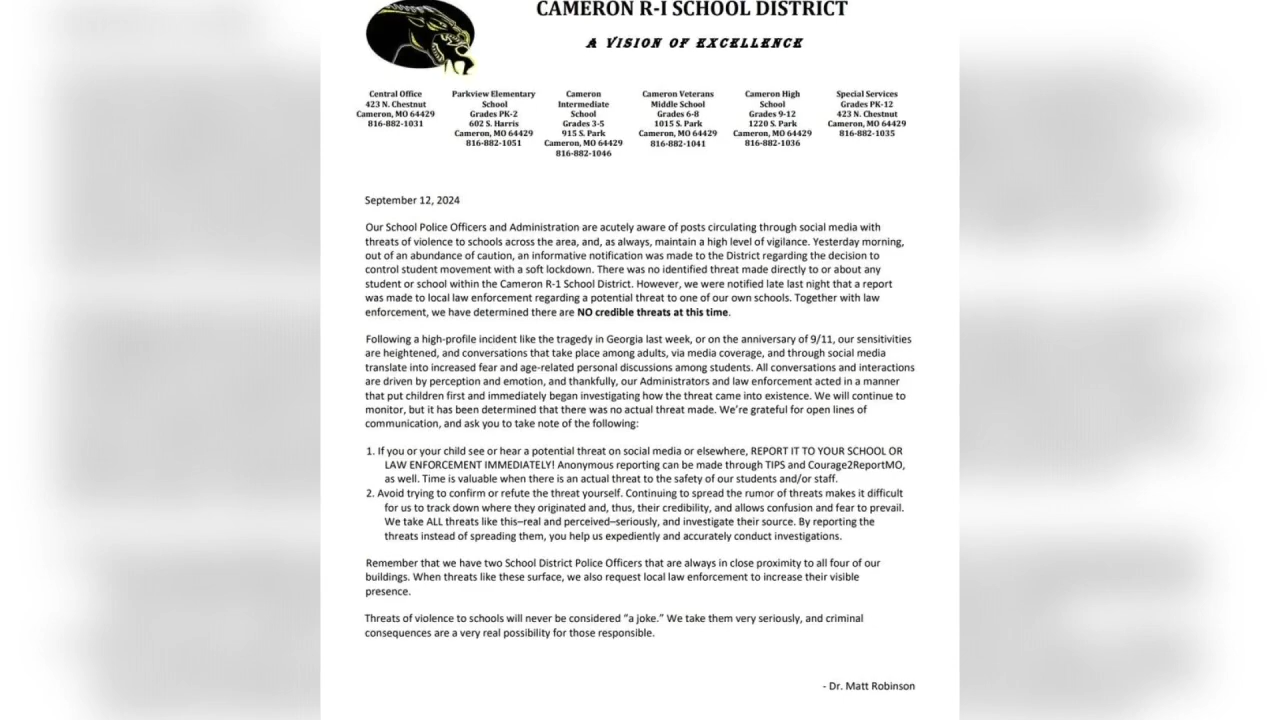 CAMERON R-I SCHOOL DISTRICT
A VISION OF EXCELLENCE
Central Office
423 N. Chestnut
Cameron, MO 64429
816-882-1031
Parkview Elementary
School
Grades PK-2
602 S. Harris
Cameron, MO 64429
816-882-1051
Cameron
Intermediate
School
Grades 3-5
915 S. Park
Cameron, MO 64429
816-882-1046
Cameron Veterans
Middle School
Grades 6-8
1015 S. Park
Cameron, MO 64429
816-882-1041
Cameron High
School
Grades 9-12
1220 S. Park
Cameron, MO 64429
816-882-1036
Special Services
Grades PK-12
423 N. Chestnut
Cameron, MO 64429
816-882-1035
September 12, 2024
Our School Police Officers and Administration are acutely aware of posts circulating through social media with
threats of violence to schools across the area, and, as always, maintain a high level of vigilance. Yesterday morning,
out of an abundance of caution, an informative notification was made to the District regarding the decision to
control student movement with a soft lockdown. There was no identified threat made directly to or about any
student or school within the Cameron R-1 School District. However, we were notified late last night that a report
was made to local law enforcement regarding a potential threat to one of our own schools. Together with law
enforcement, we have determined there are NO credible threats at this time.
Following a high-profile incident like the tragedy in Georgia last week, or on the anniversary of 9/11, our sensitivities
are heightened, and conversations that take place among adults, via media coverage, and through social media
translate into increased fear and age-related personal discussions among students. All conversations and interactions
are driven by perception and emotion, and thankfully, our Administrators and law enforcement acted in a manner
that put children first and immediately began investigating how the threat came into existence. We will continue to
monitor, but it has been determined that there was no actual threat made. We're grateful for open lines of
communication, and ask you to take note of the following:
1. If you or your child see or hear a potential threat on social media or elsewhere, REPORT IT TO YOUR SCHOOL OR
LAW ENFORCEMENT IMMEDIATELY! Anonymous reporting can be made through TIPS and Courage2ReportMO,
as well. Time is valuable when there is an actual threat to the safety of our students and/or staff.
2. Avoid trying to confirm or refute the threat yourself. Continuing to spread the rumor of threats makes it difficult
for us to track down where they originated and, thus, their credibility, and allows confusion and fear to prevail.
We take ALL threats like this–real and perceived–seriously, and investigate their source. By reporting the
threats instead of spreading them, you help us expediently and accurately conduct investigations.
Remember that we have two School District Police Officers that are always in close proximity to all four of our
buildings. When threats like these surface, we also request local law enforcement to increase their visible
presence.
Threats of violence to schools will never be considered "a joke." We take them very seriously, and criminal
consequences are a very real possibility for those responsible.
- Dr. Matt Robinson